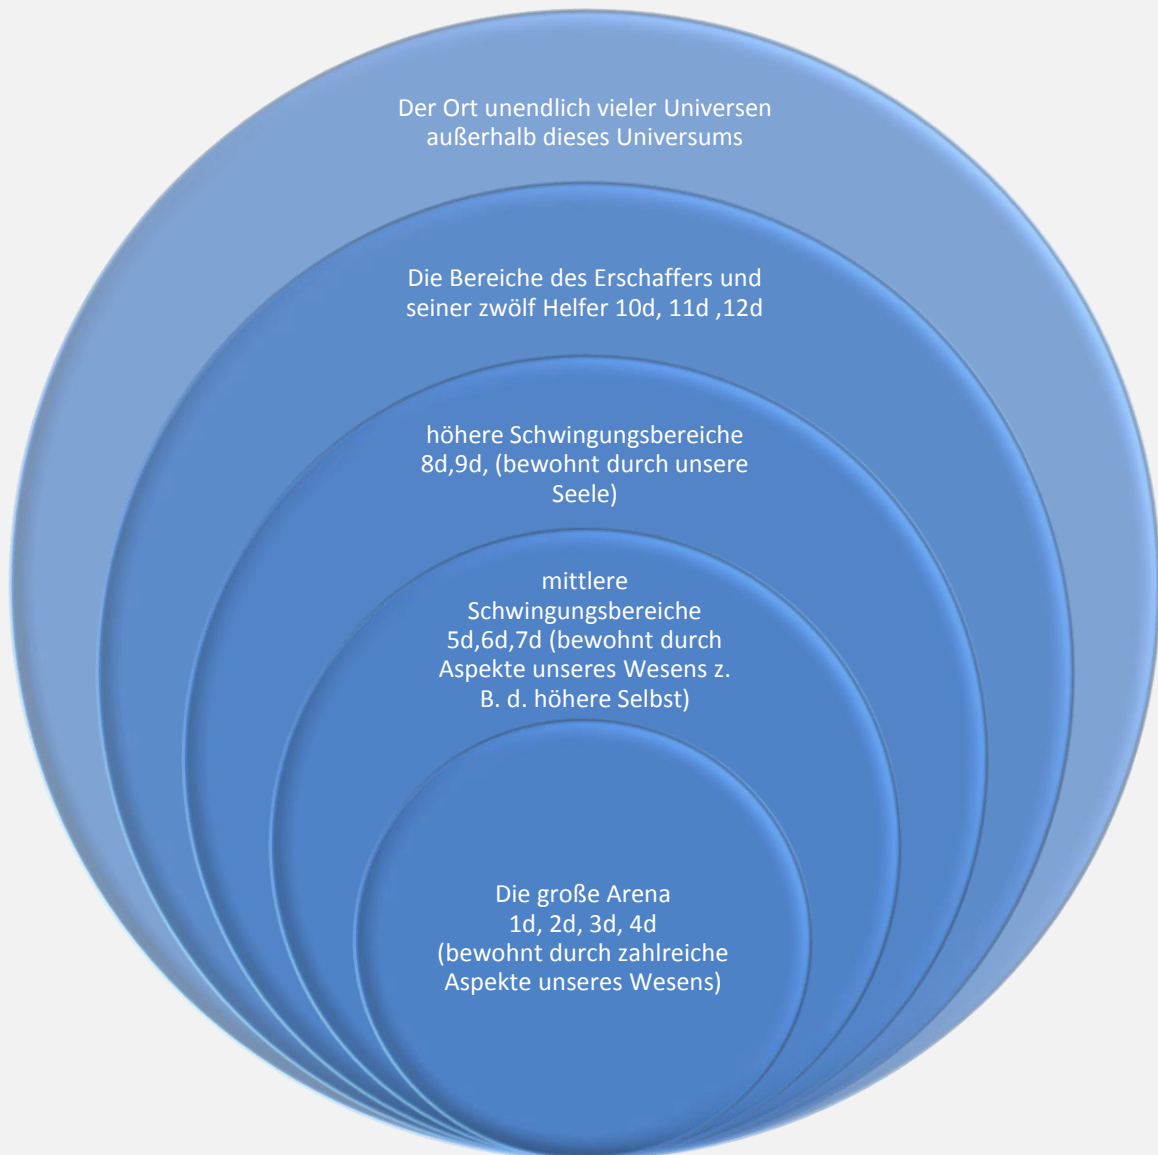 Der Ort unendlich vieler Universen
außerhalb dieses Universums
Die Bereiche des Erschaffers und
seiner zwölf Helfer 10d, 11d ,12d
höhere Schwingungsbereiche
8d,9d, (bewohnt durch unsere
Seele)
mittlere
Schwingungsbereiche
5d,6d,7d (bewohnt durch
Aspekte unseres Wesens z.
B. d. höhere Selbst)
Die große Arena
1d, 2d, 3d, 4d
(bewohnt durch zahlreiche
Aspekte unseres Wesens)